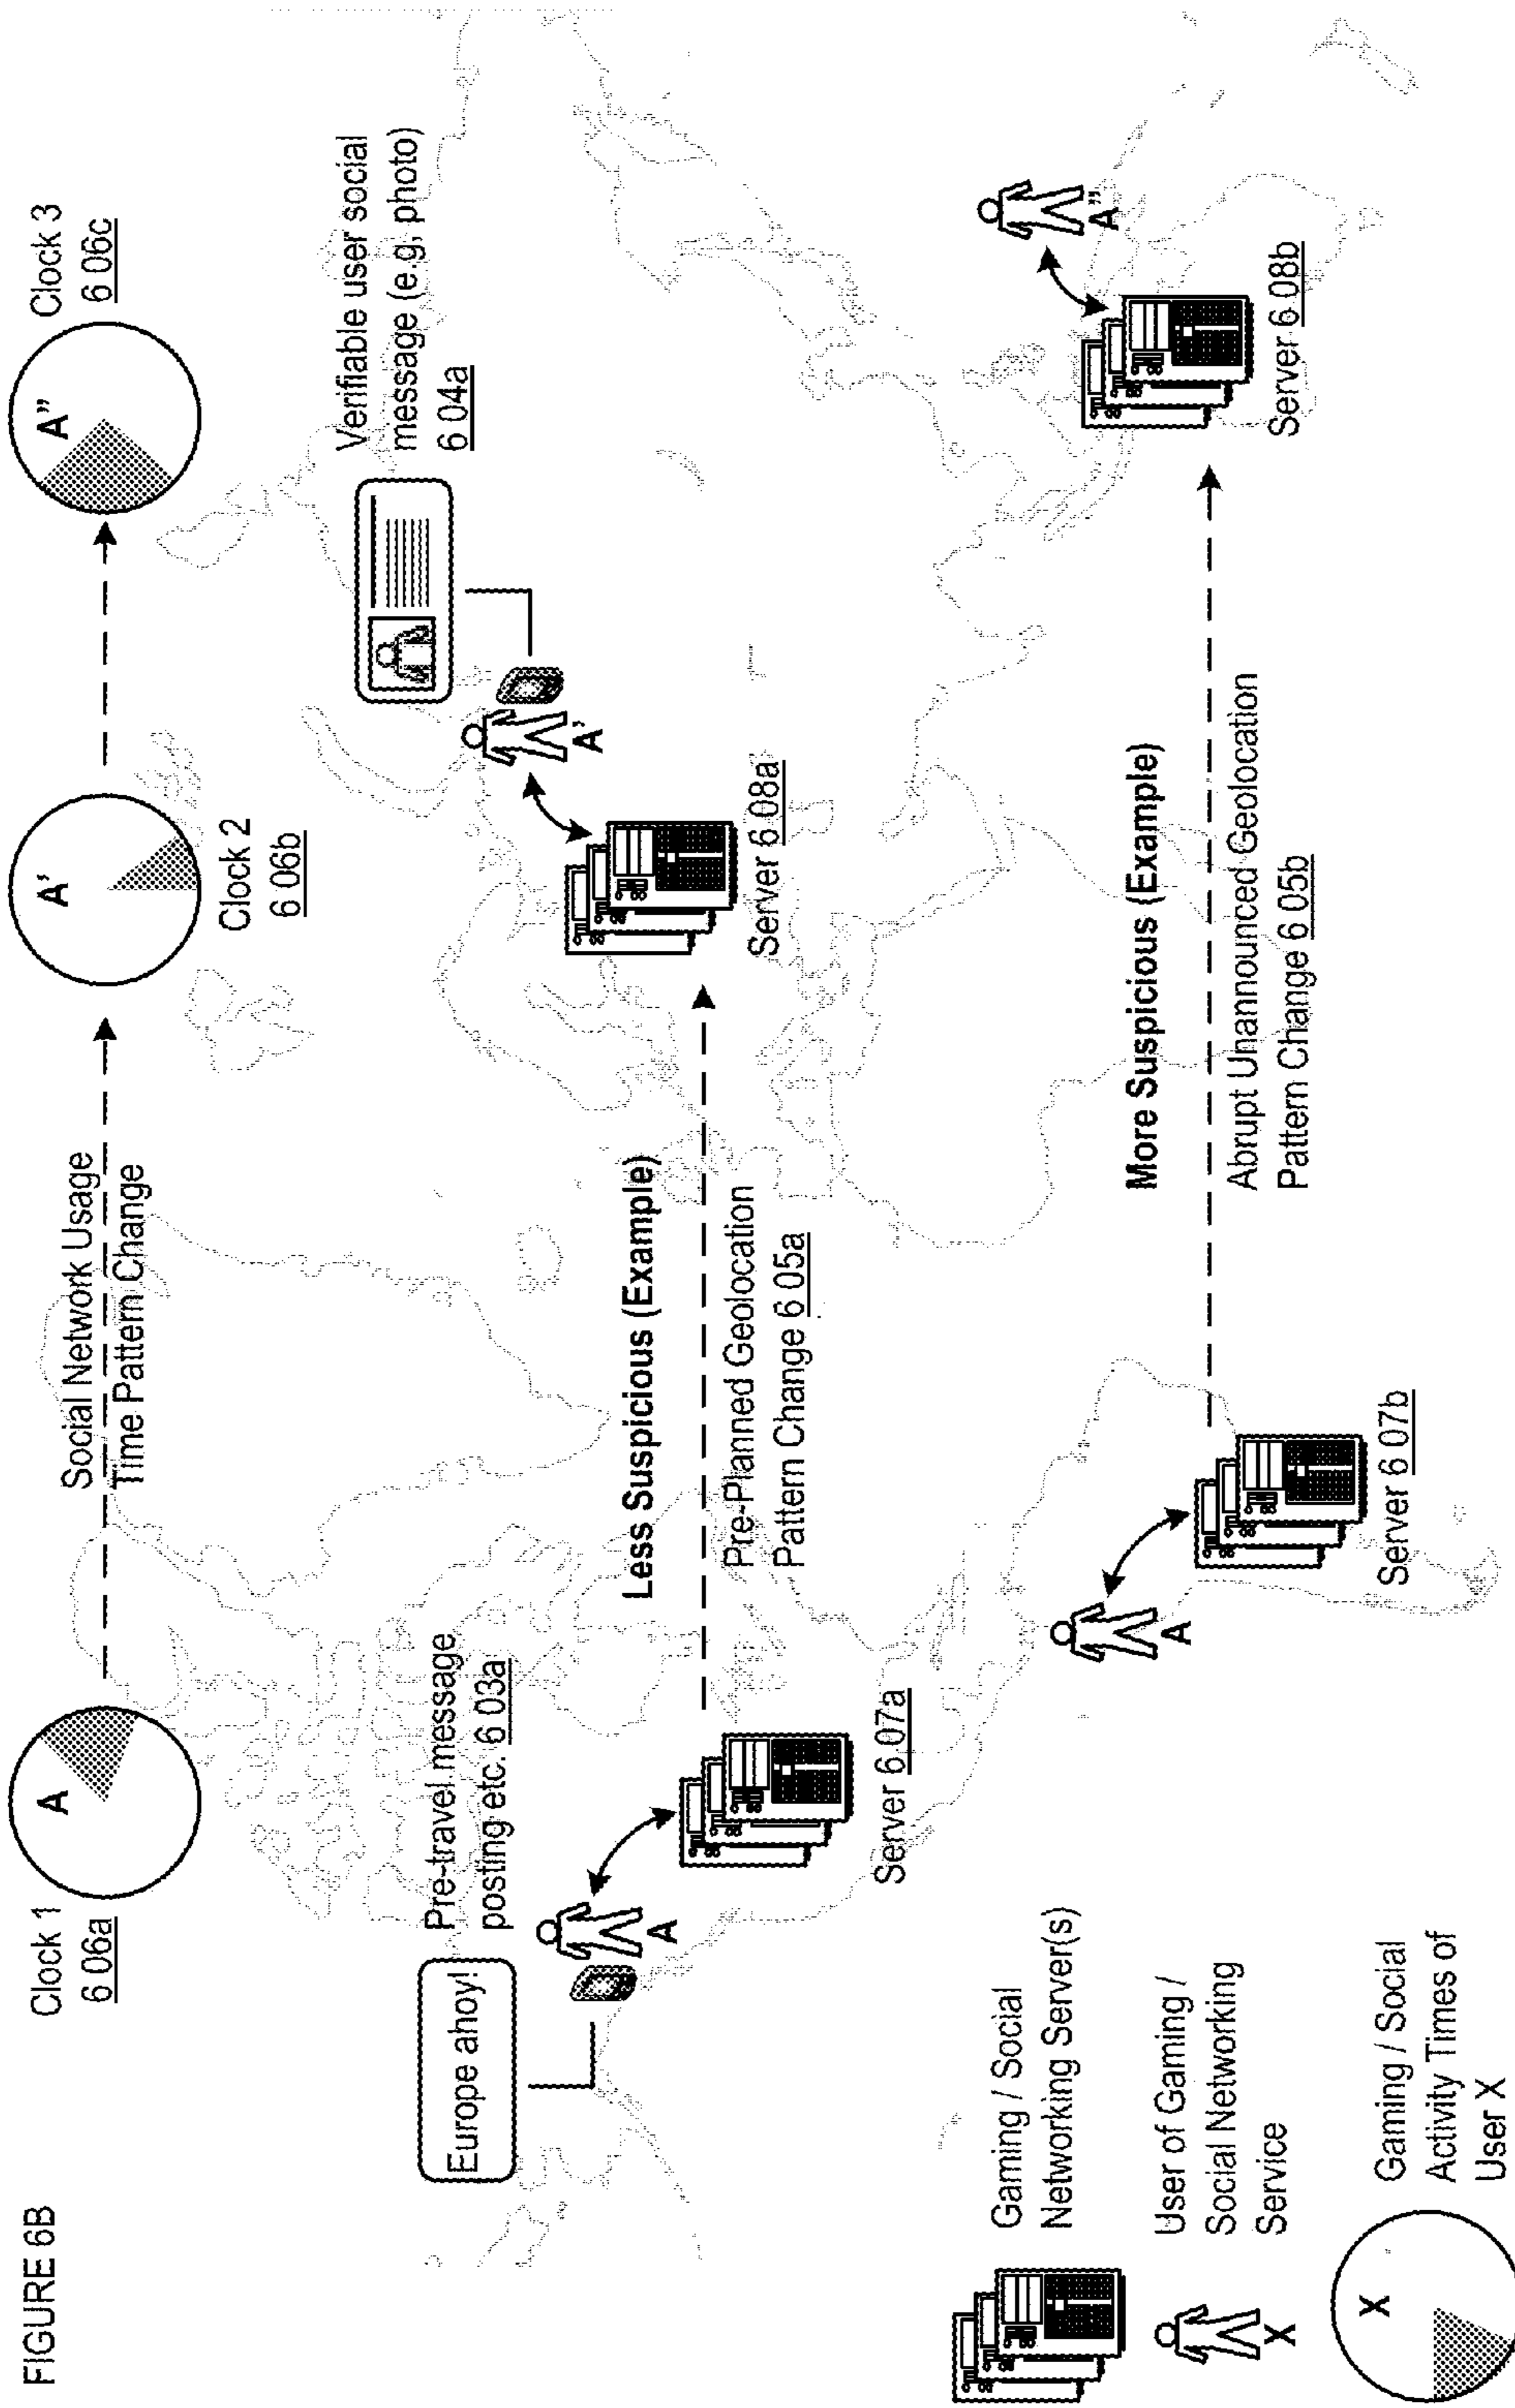 FIGURE 6B
Clock 1
6 06a
A
Social Network Usage
Time Pattern Change
A'
Clock 2
6 06b
A"
Clock 3
6 06c
Europe ahoy!
Pre-travel message
posting etc. 6 03a
A
Server 6 07a
Less Suspicious (Example)
Pre-Planned Geolocation
Pattern Change 6 05a
Server 6 08a
A'
Verifiable user social
message (e.g. photo)
6 04a
A
Server 6 07b
More Suspicious (Example)
Abrupt Unannounced Geolocation
Pattern Change 6 05b
Server 6 08b
A"
Gaming / Social
Networking Server(s)
X
User of Gaming /
Social Networking
Service
X
Gaming / Social
Activity Times of
User X